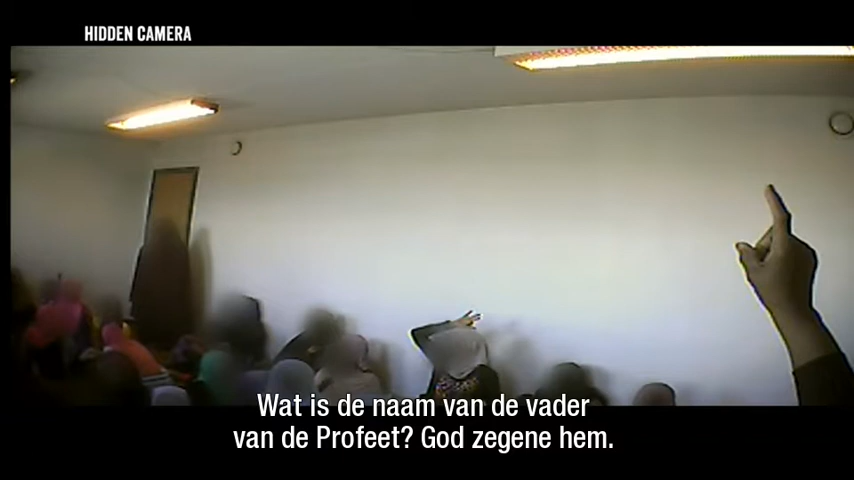 HIDDEN CAMERA
Wat is de naam van de vader
van de Profeet? God zegene hem.